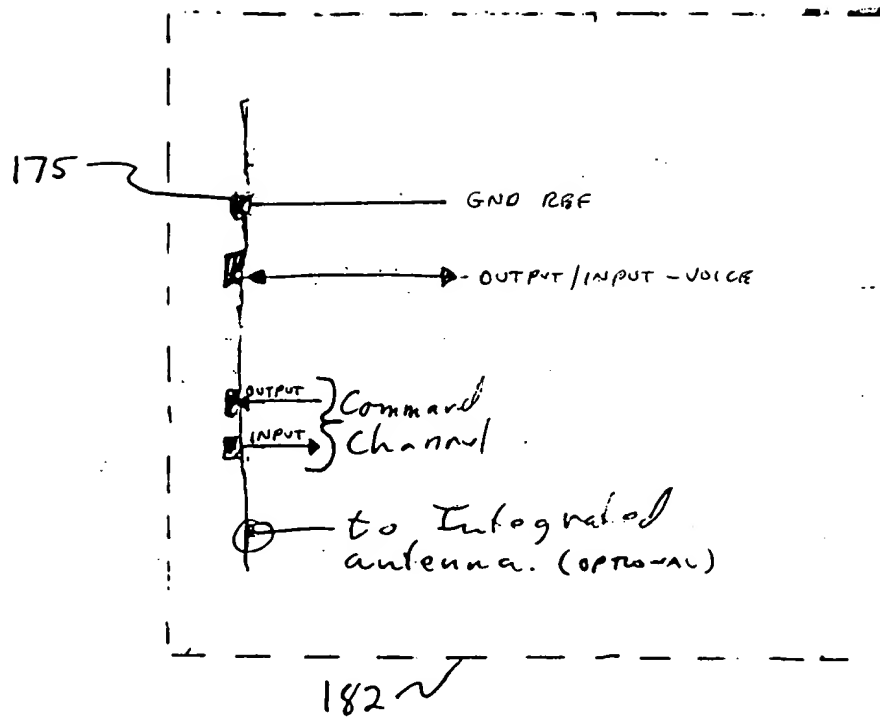 175
GND REF
OUTPUT/INPUT-VOICE
OUTPUT
INPUT
Command
Channel
to Integrated
antenna. (OPTIONAL)
182